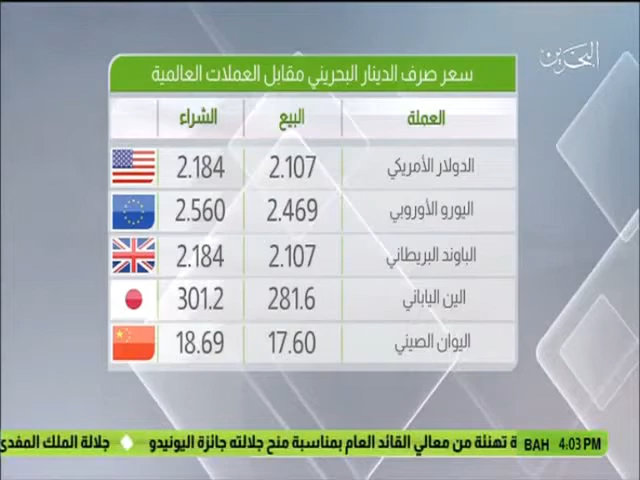 البحرين
سعر صرف الدينار البحريني مقابل العملات العالمية
العملة البيع الشراء
الدولار الأمريكي 2.107 2.184
اليورو الأوروبي 2.469 2.560
الباوند البريطاني 2.107 2.184
الين الياباني 281.6 301.2
اليوان الصيني 17.60 18.69
BAH 4:03 PM
ة تهنئة من معالي القائد العام بمناسبة منح جلالته جائزة اليونيدو ◆ جلالة الملك المفدى